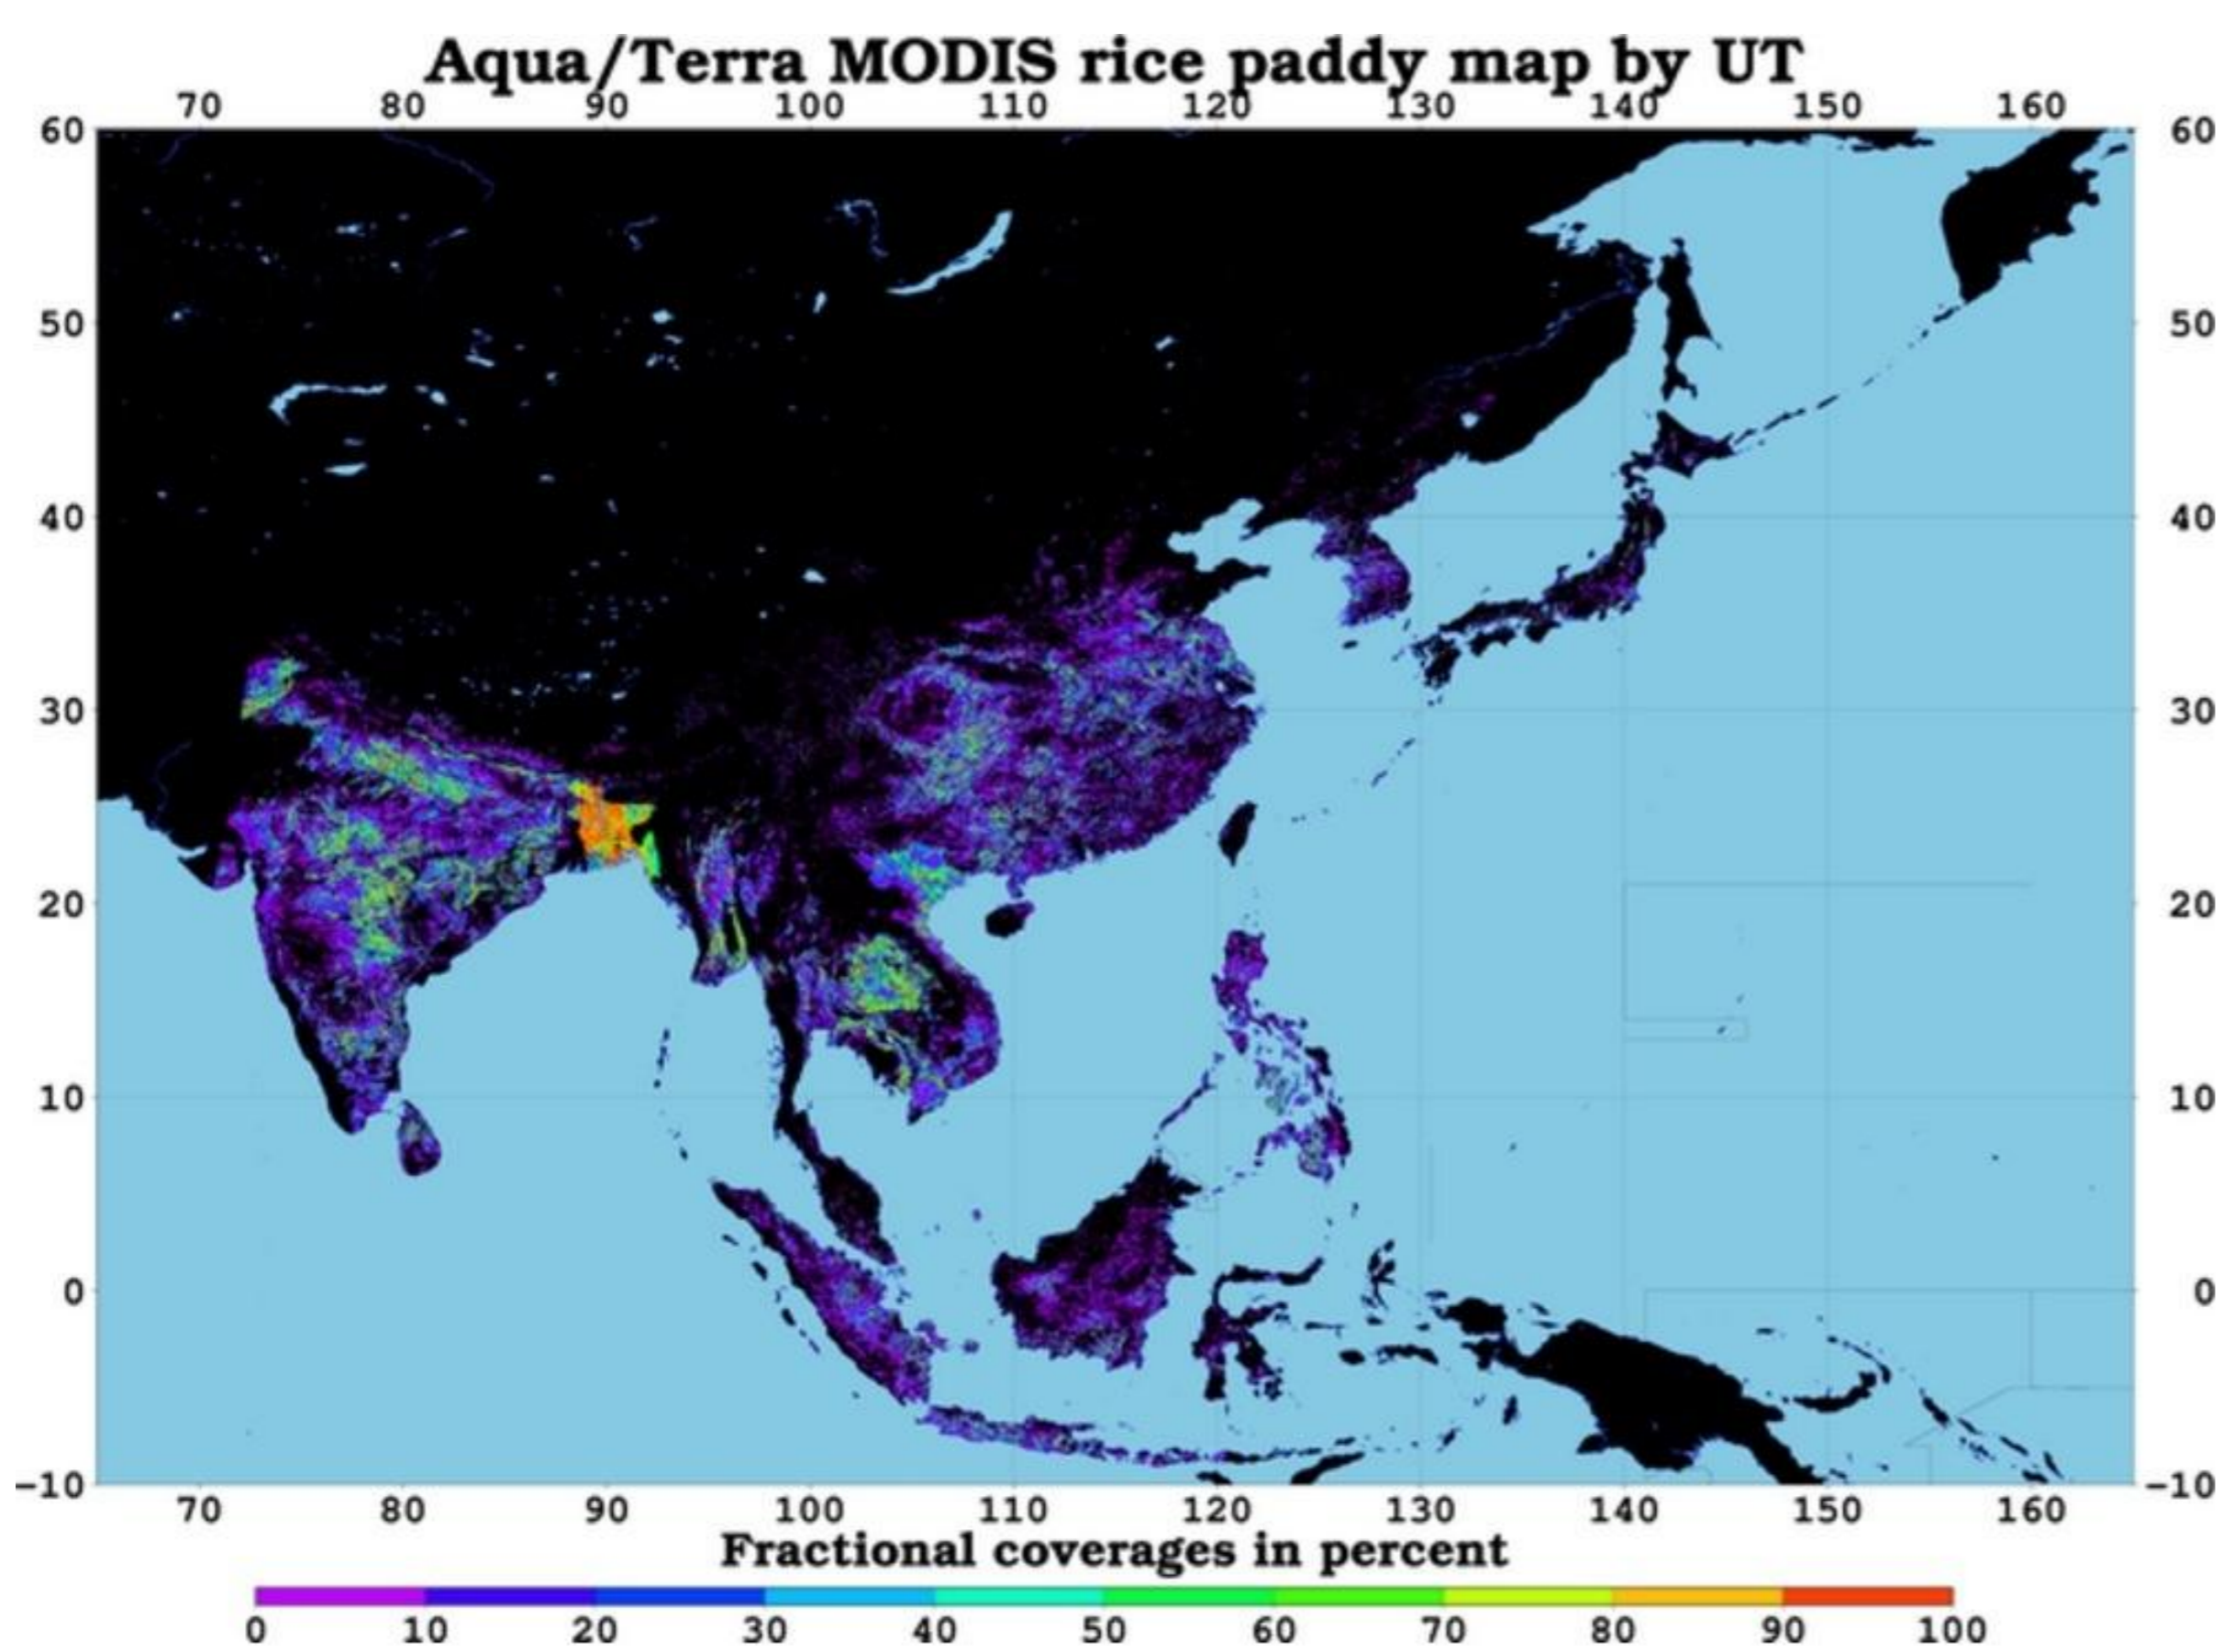 Aqua/Terra MODIS rice paddy map by UT
70 80 90 100 110 120 130 140 150 160
60 60
50 50
40 40
30 30
20 20
10 10
0 0
−10 −10
70 80 90 100 110 120 130 140 150 160
Fractional coverages in percent
0 10 20 30 40 50 60 70 80 90 100